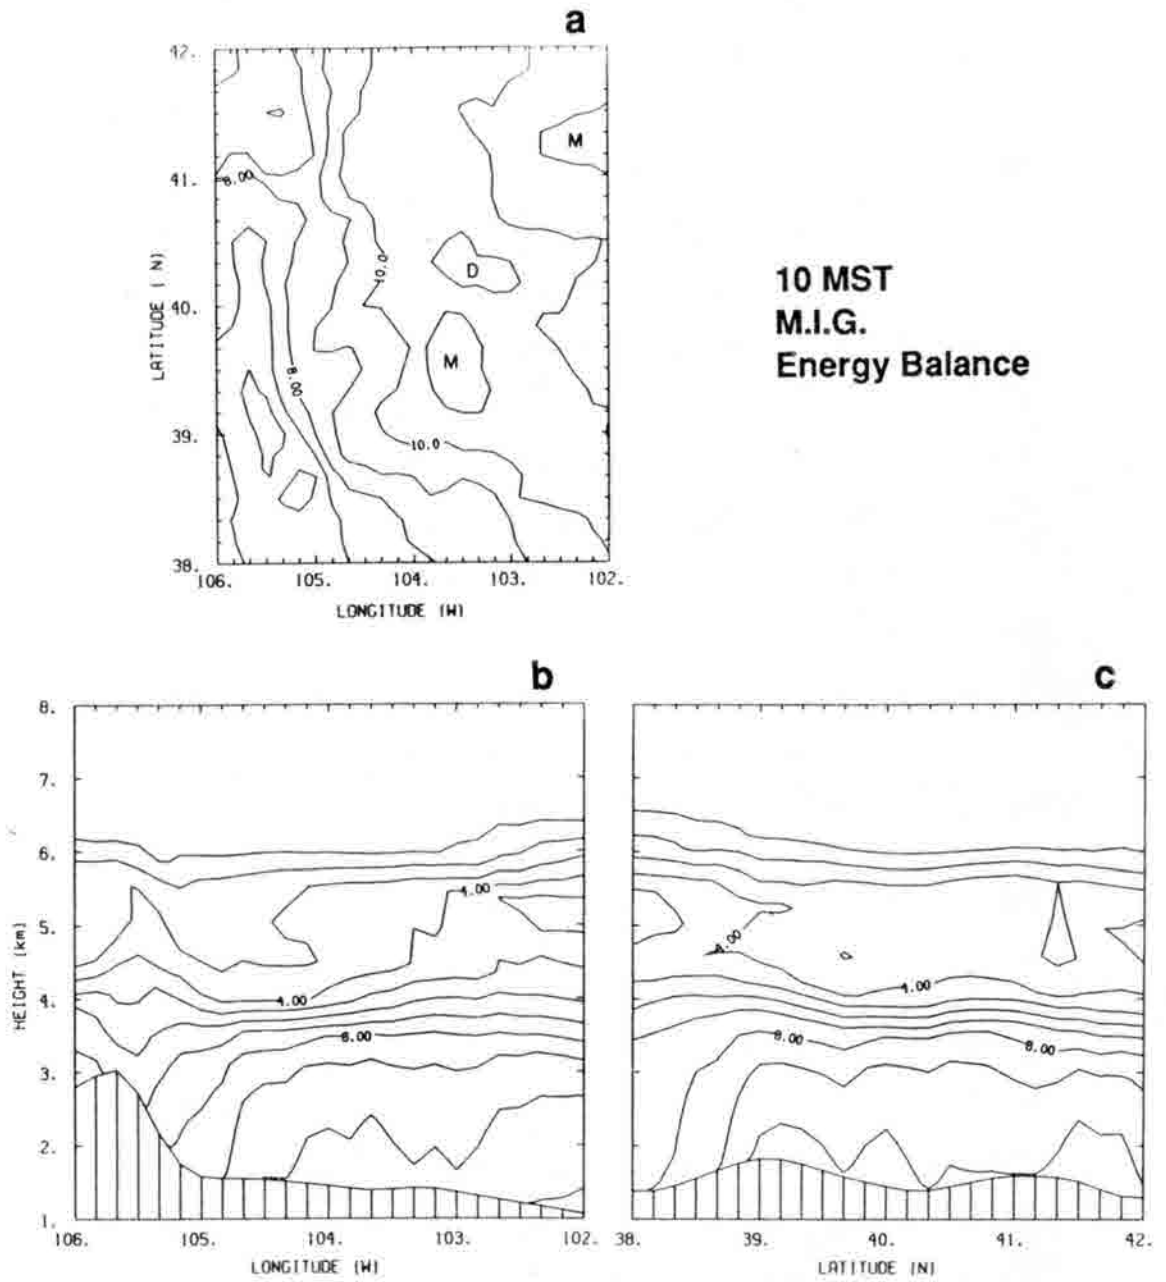 a
42.
41.
40.
39.
38.
LATITUDE ( N)
8.00
10.0
8.00
10.0
M
D
M
106.
105.
104.
103.
102.
LONGITUDE (W)
10 MST
M.I.G.
Energy Balance
b
8.
7.
6.
5.
4.
3.
2.
1.
HEIGHT (km)
4.00
4.00
8.00
106.
105.
104.
103.
102.
LONGITUDE (W)
c
4.00
4.00
8.00
8.00
38.
39.
40.
41.
42.
LATITUDE (N)